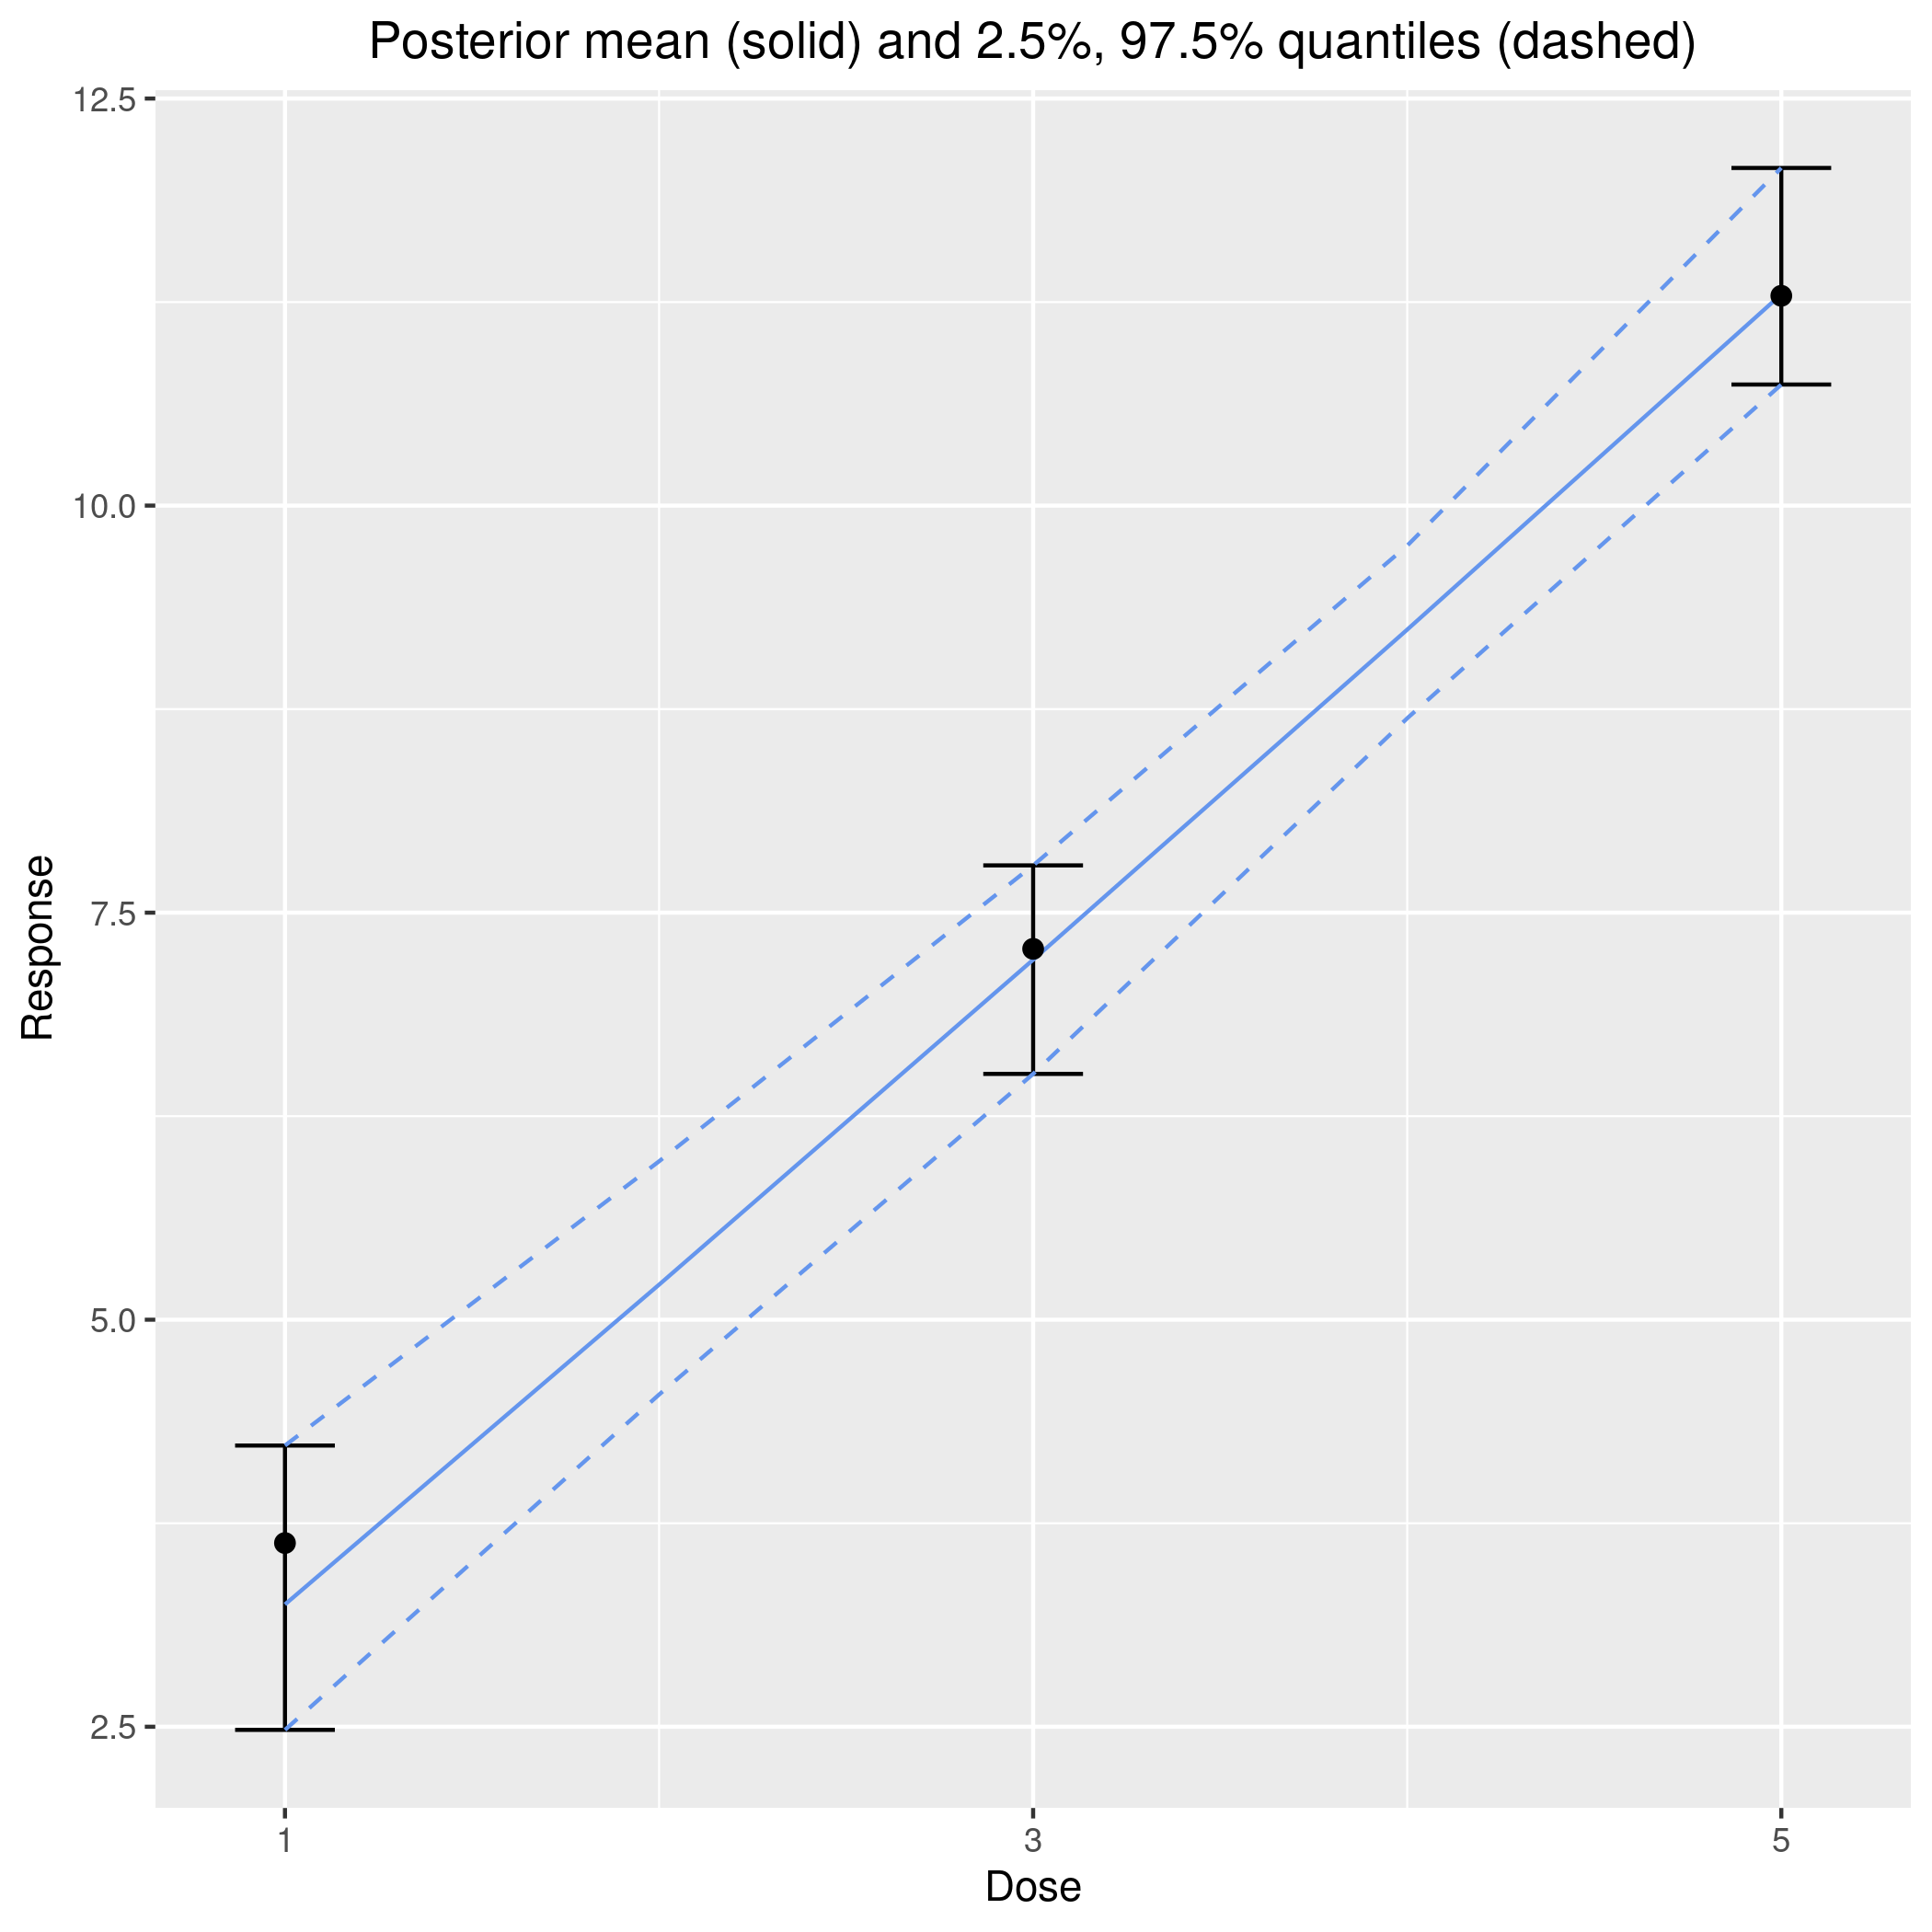 Posterior mean (solid) and 2.5%, 97.5% quantiles (dashed)
12.5
10.0
7.5
5.0
2.5
Response
1 3 5
Dose